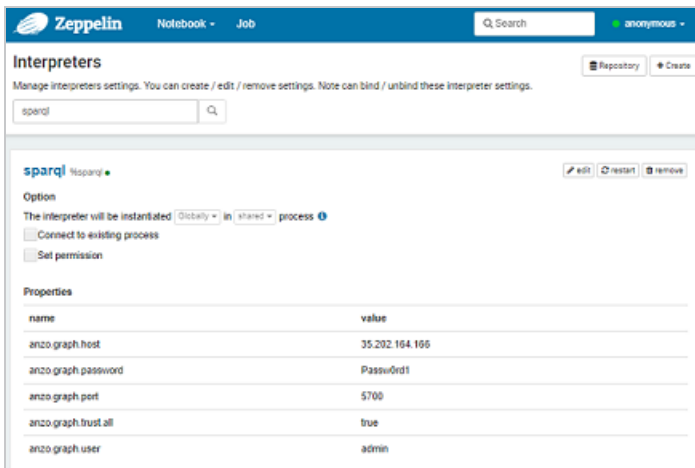 Zeppelin Notebook Job Search anonymous
Interpreters
Repository Create
Manage interpreters settings. You can create / edit / remove settings. Note can bind / unbind these interpreter settings.
sparql
sparql %sparql edit restart remove
Option
The interpreter will be instantiated Globally in shared process
Connect to existing process
Set permission
Properties
name value
anzo.graph.host 35.202.164.166
anzo.graph.password Passw0rd1
anzo.graph.port 5700
anzo.graph.trust.all true
anzo.graph.user admin